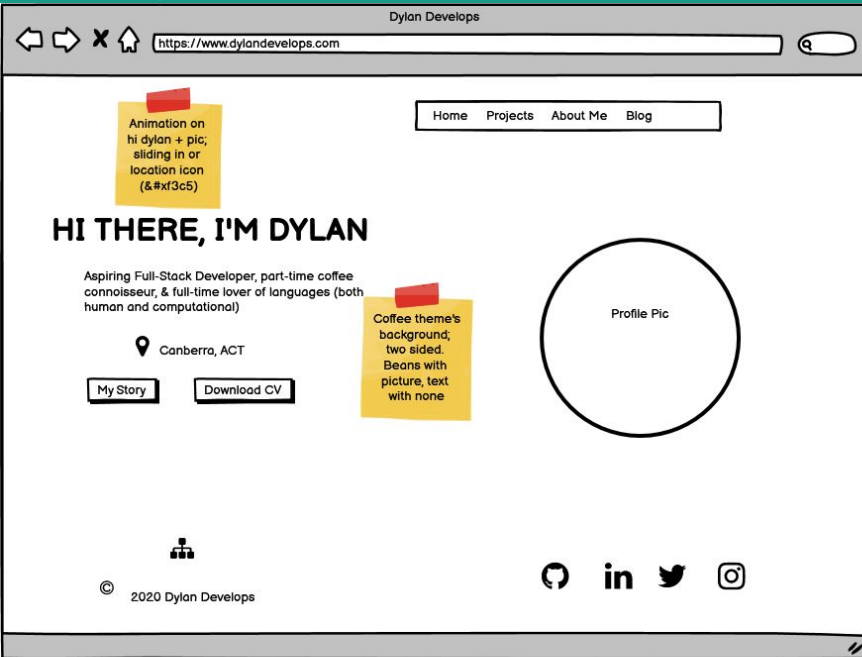 Dylan Develops
https://www.dylandevelops.com
Home Projects About Me Blog
Animation on
hi dylan + pic;
sliding in or
location icon
(&#xf3c5)
HI THERE, I'M DYLAN
Aspiring Full-Stack Developer, part-time coffee
connoisseur, & full-time lover of languages (both
human and computational)
Canberra, ACT
My Story
Download CV
Coffee theme's
background;
two sided.
Beans with
picture, text
with none
Profile Pic
© 2020 Dylan Develops
in